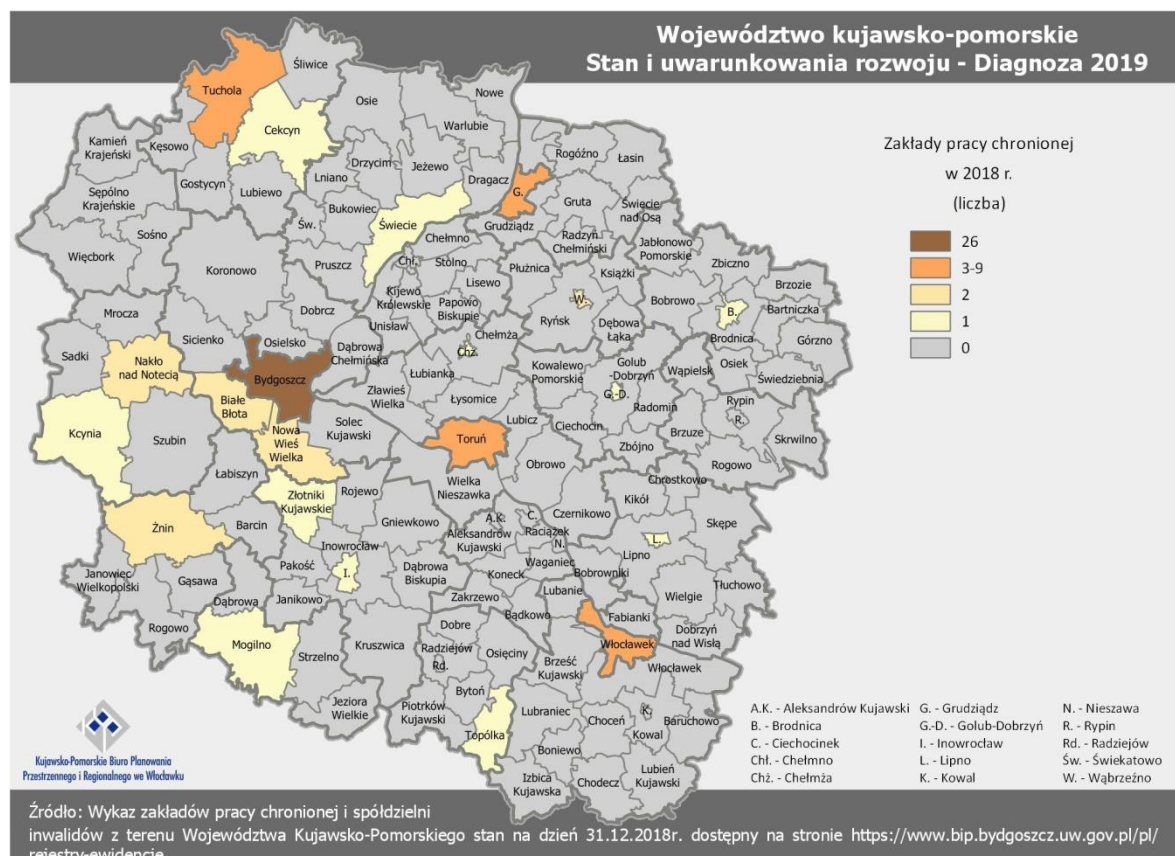 Województwo kujawsko-pomorskie
Stan i uwarunkowania rozwoju - Diagnoza 2019
Zakłady pracy chronionej
w 2018 r.
(liczba)
26
3-9
2
1
0
Śliwice
Tuchola
Nowe
Osie
Cekcyn
Warlubie
Kamień
Krajeński
Kęsowo
Rogóźno
Łasin
Drzycim
Jeżewo
Lniano
Dragacz
Gostycyn
Lubiewo
Sępólno
Krajeńskie
G.
Bukowiec
Gruta
Święcie
nad Osą
Św.
Świecie
Grudziądz
Radzyń
Chełmiński
Sośno
Chełmno
Jabłonowo
Pomorskie
Więcbork
Pruszcz
Chł.
Stolno
Płużnica
Książki
Zbiczno
Koronowo
Lisewo
Brzozie
Kijewo
Królewskie
Papowo
Biskupie
W.
Bobrowo
Bartniczka
Mrocza
Dobrcz
B.
Unisław
Ryńsk
Dębowa
Łąka
Brodnica
Sicienko
Osielsko
Chełmża
Górzno
Sadki
Dąbrowa
Chełmińska
Chż.
Nakło
nad Notecią
Golub
-Dobrzyń
Wąpielsk
Osiek
Kowalewo
Pomorskie
Bydgoszcz
Łubianka
Świedziebnia
Zławieś
Wielka
G.-D.
Białe
Błota
Łysomice
Radomin
Rypin
R.
Kcynia
Lubicz
Solec
Kujawski
Nowa
Wieś
Wielka
Ciechocin
Szubin
Toruń
Brzuze
Skrwilno
Zbójno
Obrowo
Rogowo
Łabiszyn
Wielka
Nieszawka
Chrostkowo
Rojewo
Kikół
Złotniki
Kujawskie
Czernikowo
Skępe
Żnin
Barcin
Gniewkowo
A.K.
C.
Aleksandrów
Kujawski
Raciążek
L.
N.
Inowrocław
Lipno
Waganiec
Pakość
I.
Dąbrowa
Biskupia
Bobrowniki
Janowiec
Wielkopolski
Gąsawa
Koneck
Tłuchowo
Lubanie
Dąbrowa
Janikowo
Zakrzewo
Wielgie
Bądkowo
Fabianki
Rogowo
Dobre
Dobrzyń
nad Wisłą
Mogilno
Kruszwica
Włocławek
Strzelno
Radziejów
Osięciny
Rd.
Brześć
Kujawski
Włocławek
Bytoń
Jeziora
Wielkie
Piotrków
Kujawski
Lubraniec
K.
Choceń
Baruchowo
Topólka
Kowal
Boniewo
Izbica
Kujawska
Lubień
Kujawski
Chodecz
A.K. - Aleksandrów Kujawski
B. - Brodnica
C. - Ciechocinek
Chł. - Chełmno
Chż. - Chełmża
G. - Grudziądz
G.-D. - Golub-Dobrzyń
I. - Inowrocław
L. - Lipno
K. - Kowal
N. - Nieszawa
R. - Rypin
Rd. - Radziejów
Św. - Świekatowo
W. - Wąbrzeźno
Kujawsko-Pomorskie Biuro Planowania
Przestrzennego i Regionalnego we Włocławku
Źródło: Wykaz zakładów pracy chronionej i spółdzielni
inwalidów z terenu Województwa Kujawsko-Pomorskiego stan na dzień 31.12.2018r. dostępny na stronie https://www.bip.bydgoszcz.uw.gov.pl/pl/
rejestry-ewidencje